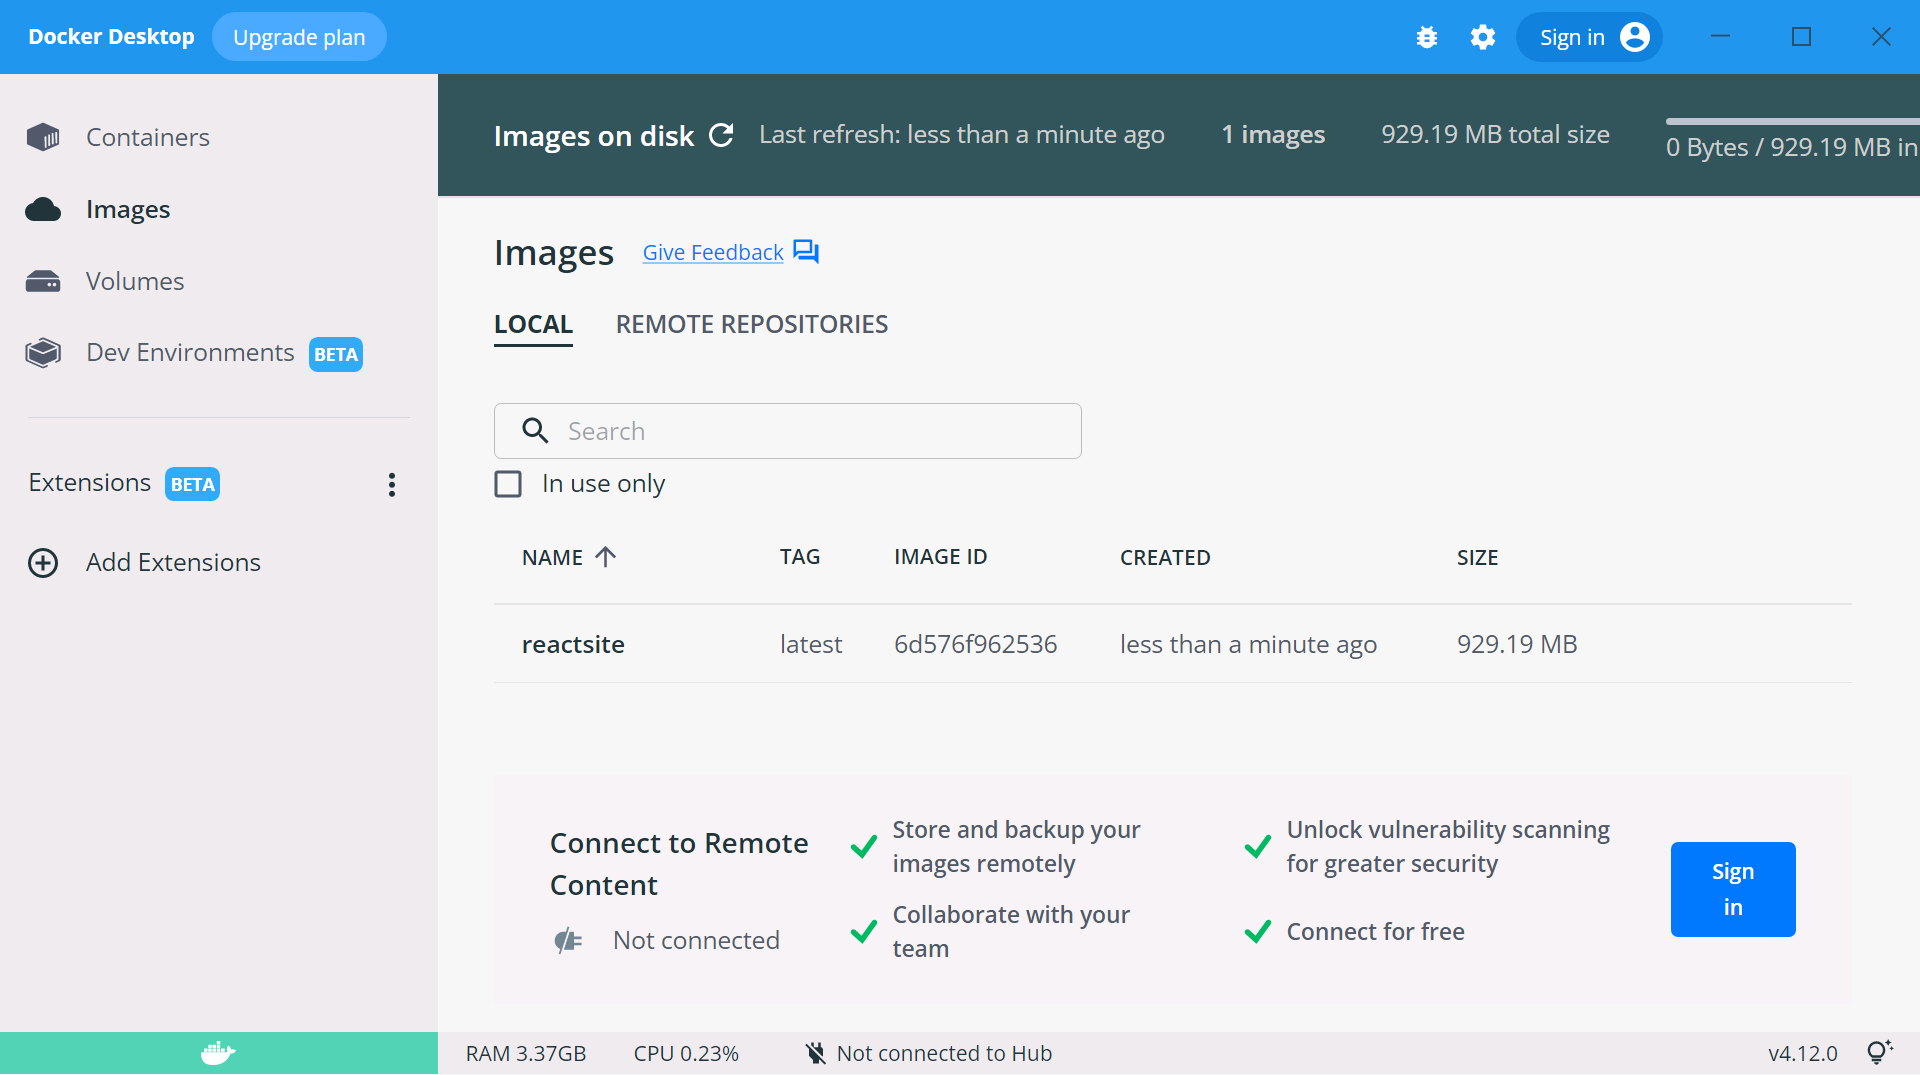 Docker Desktop Upgrade plan Sign in
Containers
Images
Volumes
Dev Environments BETA
Extensions BETA
Add Extensions
Images on disk Last refresh: less than a minute ago 1 images 929.19 MB total size 0 Bytes / 929.19 MB in
Images Give Feedback
LOCAL REMOTE REPOSITORIES
Search
In use only
NAME TAG IMAGE ID CREATED SIZE
reactsite latest 6d576f962536 less than a minute ago 929.19 MB
Connect to Remote
Content
Not connected
Store and backup your
images remotely
Collaborate with your
team
Unlock vulnerability scanning
for greater security
Connect for free
Sign
in
RAM 3.37GB CPU 0.23% Not connected to Hub v4.12.0